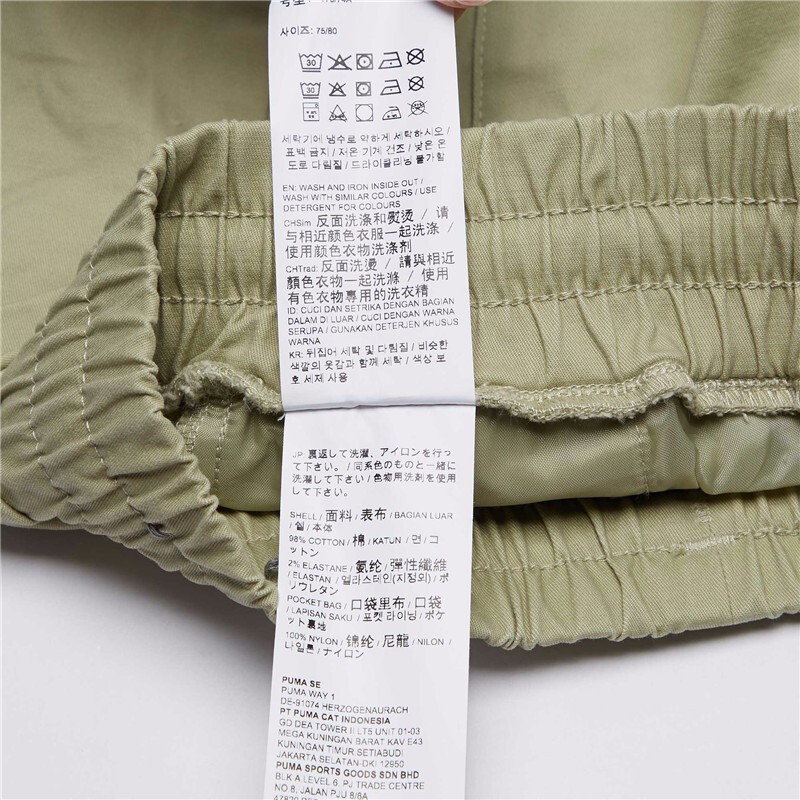 사이즈: 75/80
30
30
세탁기에 냉수로 약하게 세탁하시오 /
표백 금지 / 저온 기계 건조 / 낮은 온
도로 다림질 / 드라이클리닝 불가함
EN: WASH AND IRON INSIDE OUT /
WASH WITH SIMILAR COLOURS / USE
DETERGENT FOR COLOURS
CHSim: 反面洗涤和熨烫 / 请
与相近颜色衣服一起洗涤 /
使用颜色衣物洗涤剂
CHTrad: 反面洗燙 / 請與相近
顏色衣物一起洗滌 / 使用
有色衣物專用的洗衣精
ID: CUCI DAN SETRIKA DENGAN BAGIAN
DALAM DI LUAR / CUCI DENGAN WARNA
SERUPA / GUNAKAN DETERJEN KHUSUS
WARNA
KR: 뒤집어 세탁 및 다림질 / 비슷한
색깔의 옷감과 함께 세탁 / 색상 보
호 세제 사용
JP: 裏返して洗濯、アイロンを行っ
て下さい。/ 同系色のものと一緒に
洗濯して下さい / 色物用洗剤を使用
して下さい。
SHELL / 面料 / 表布 / BAGIAN LUAR
/ 쉘 / 本体
98% COTTON / 棉 / KATUN / 면 / コ
ットン
2% ELASTANE / 氨纶 / 彈性纖維
/ ELASTAN / 엘라스테인(지정외) / ポ
リウレタン
POCKET BAG / 口袋里布 / 口袋
/ LAPISAN SAKU / 포켓 라이닝 / ポケ
ット裏地
100% NYLON / 锦纶 / 尼龍 / NILON /
나일론 / ナイロン
PUMA SE
PUMA WAY 1
DE-91074 HERZOGENAURACH
PT PUMA CAT INDONESIA
GD DEA TOWER II LT5 UNIT 01-03
MEGA KUNINGAN BARAT KAV E43
KUNINGAN TIMUR SETIABUDI
JAKARTA SELATAN-DKI 12950
PUMA SPORTS GOODS SDN BHD
BLK A LEVEL 6, PJ TRADE CENTRE
NO 8, JALAN PJU 8/8A